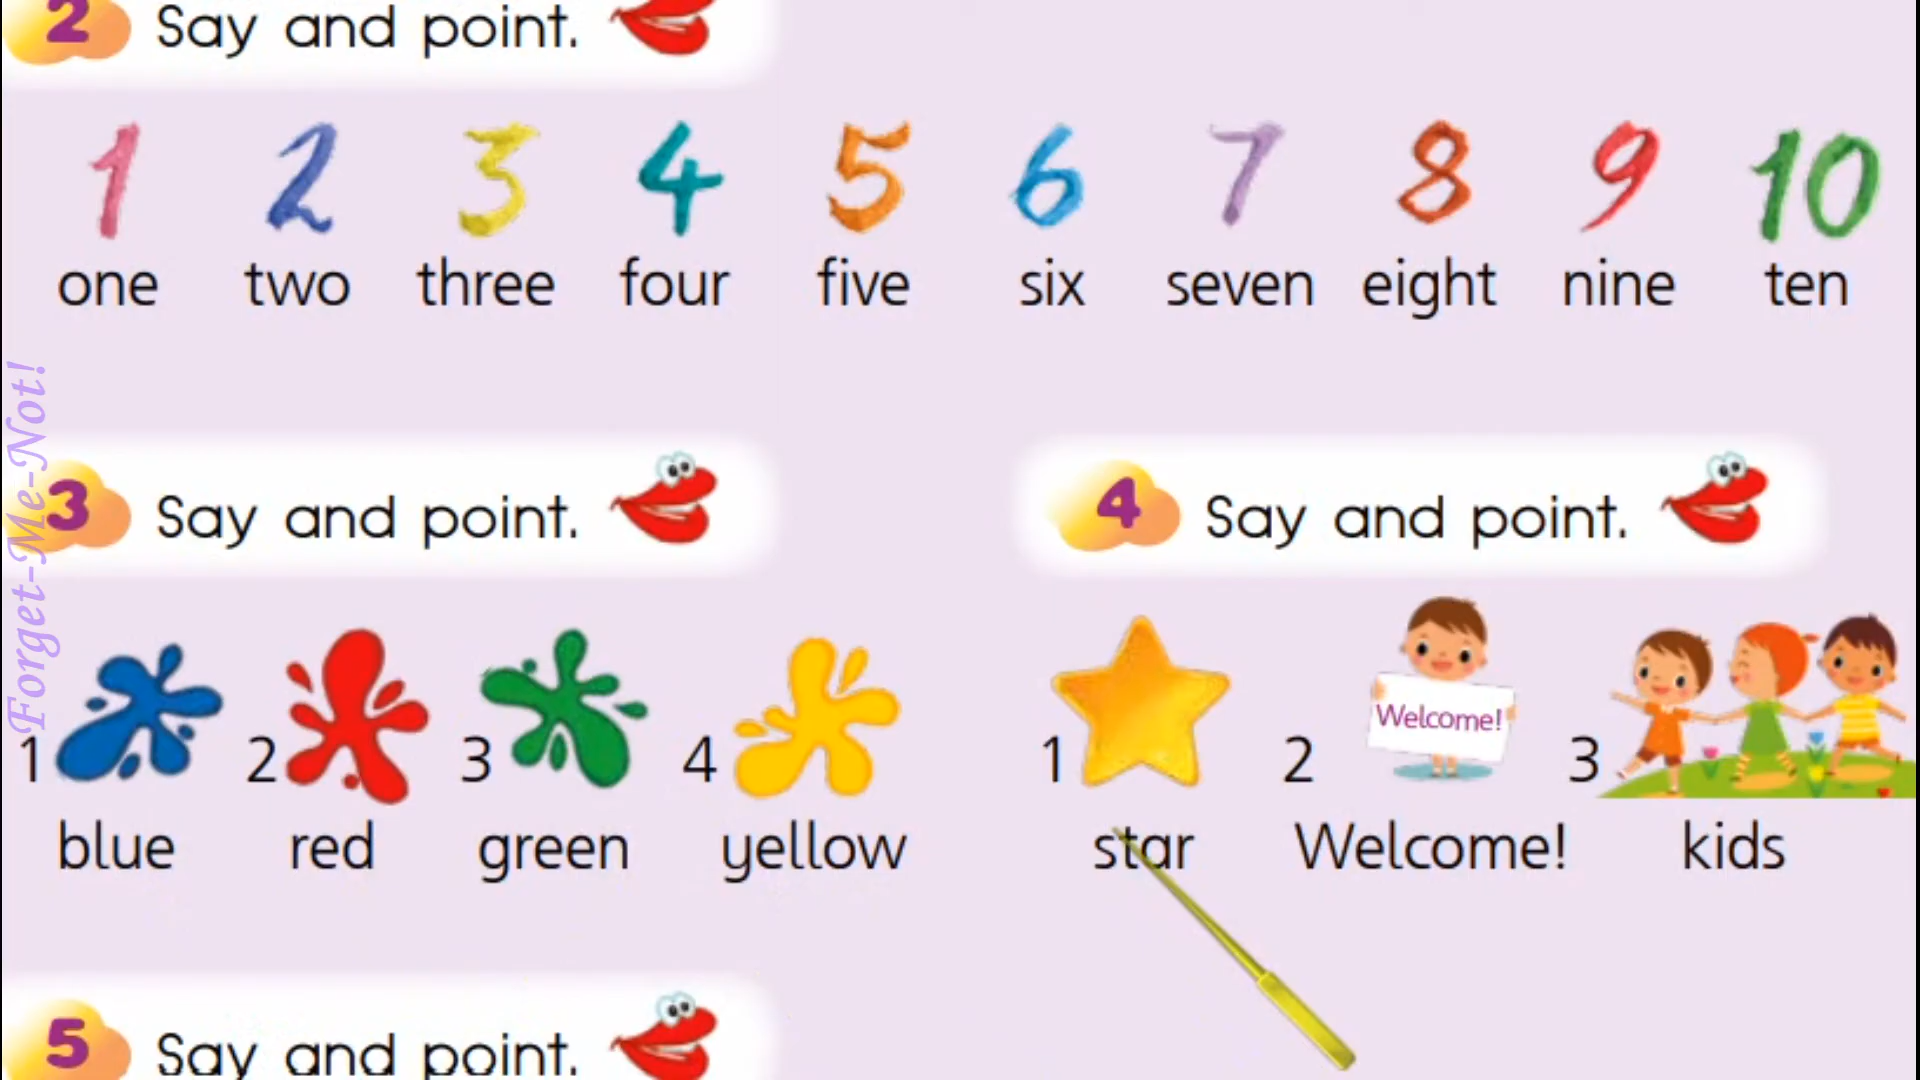 2 Say and point.
1 2 3 4 5 6 7 8 9 10
one two three four five six seven eight nine ten
Forget-Me-Not!
3 Say and point.
1 2 3 4
blue red green yellow
4 Say and point.
Welcome!
1 2 3
star Welcome! kids
5 Say and point.